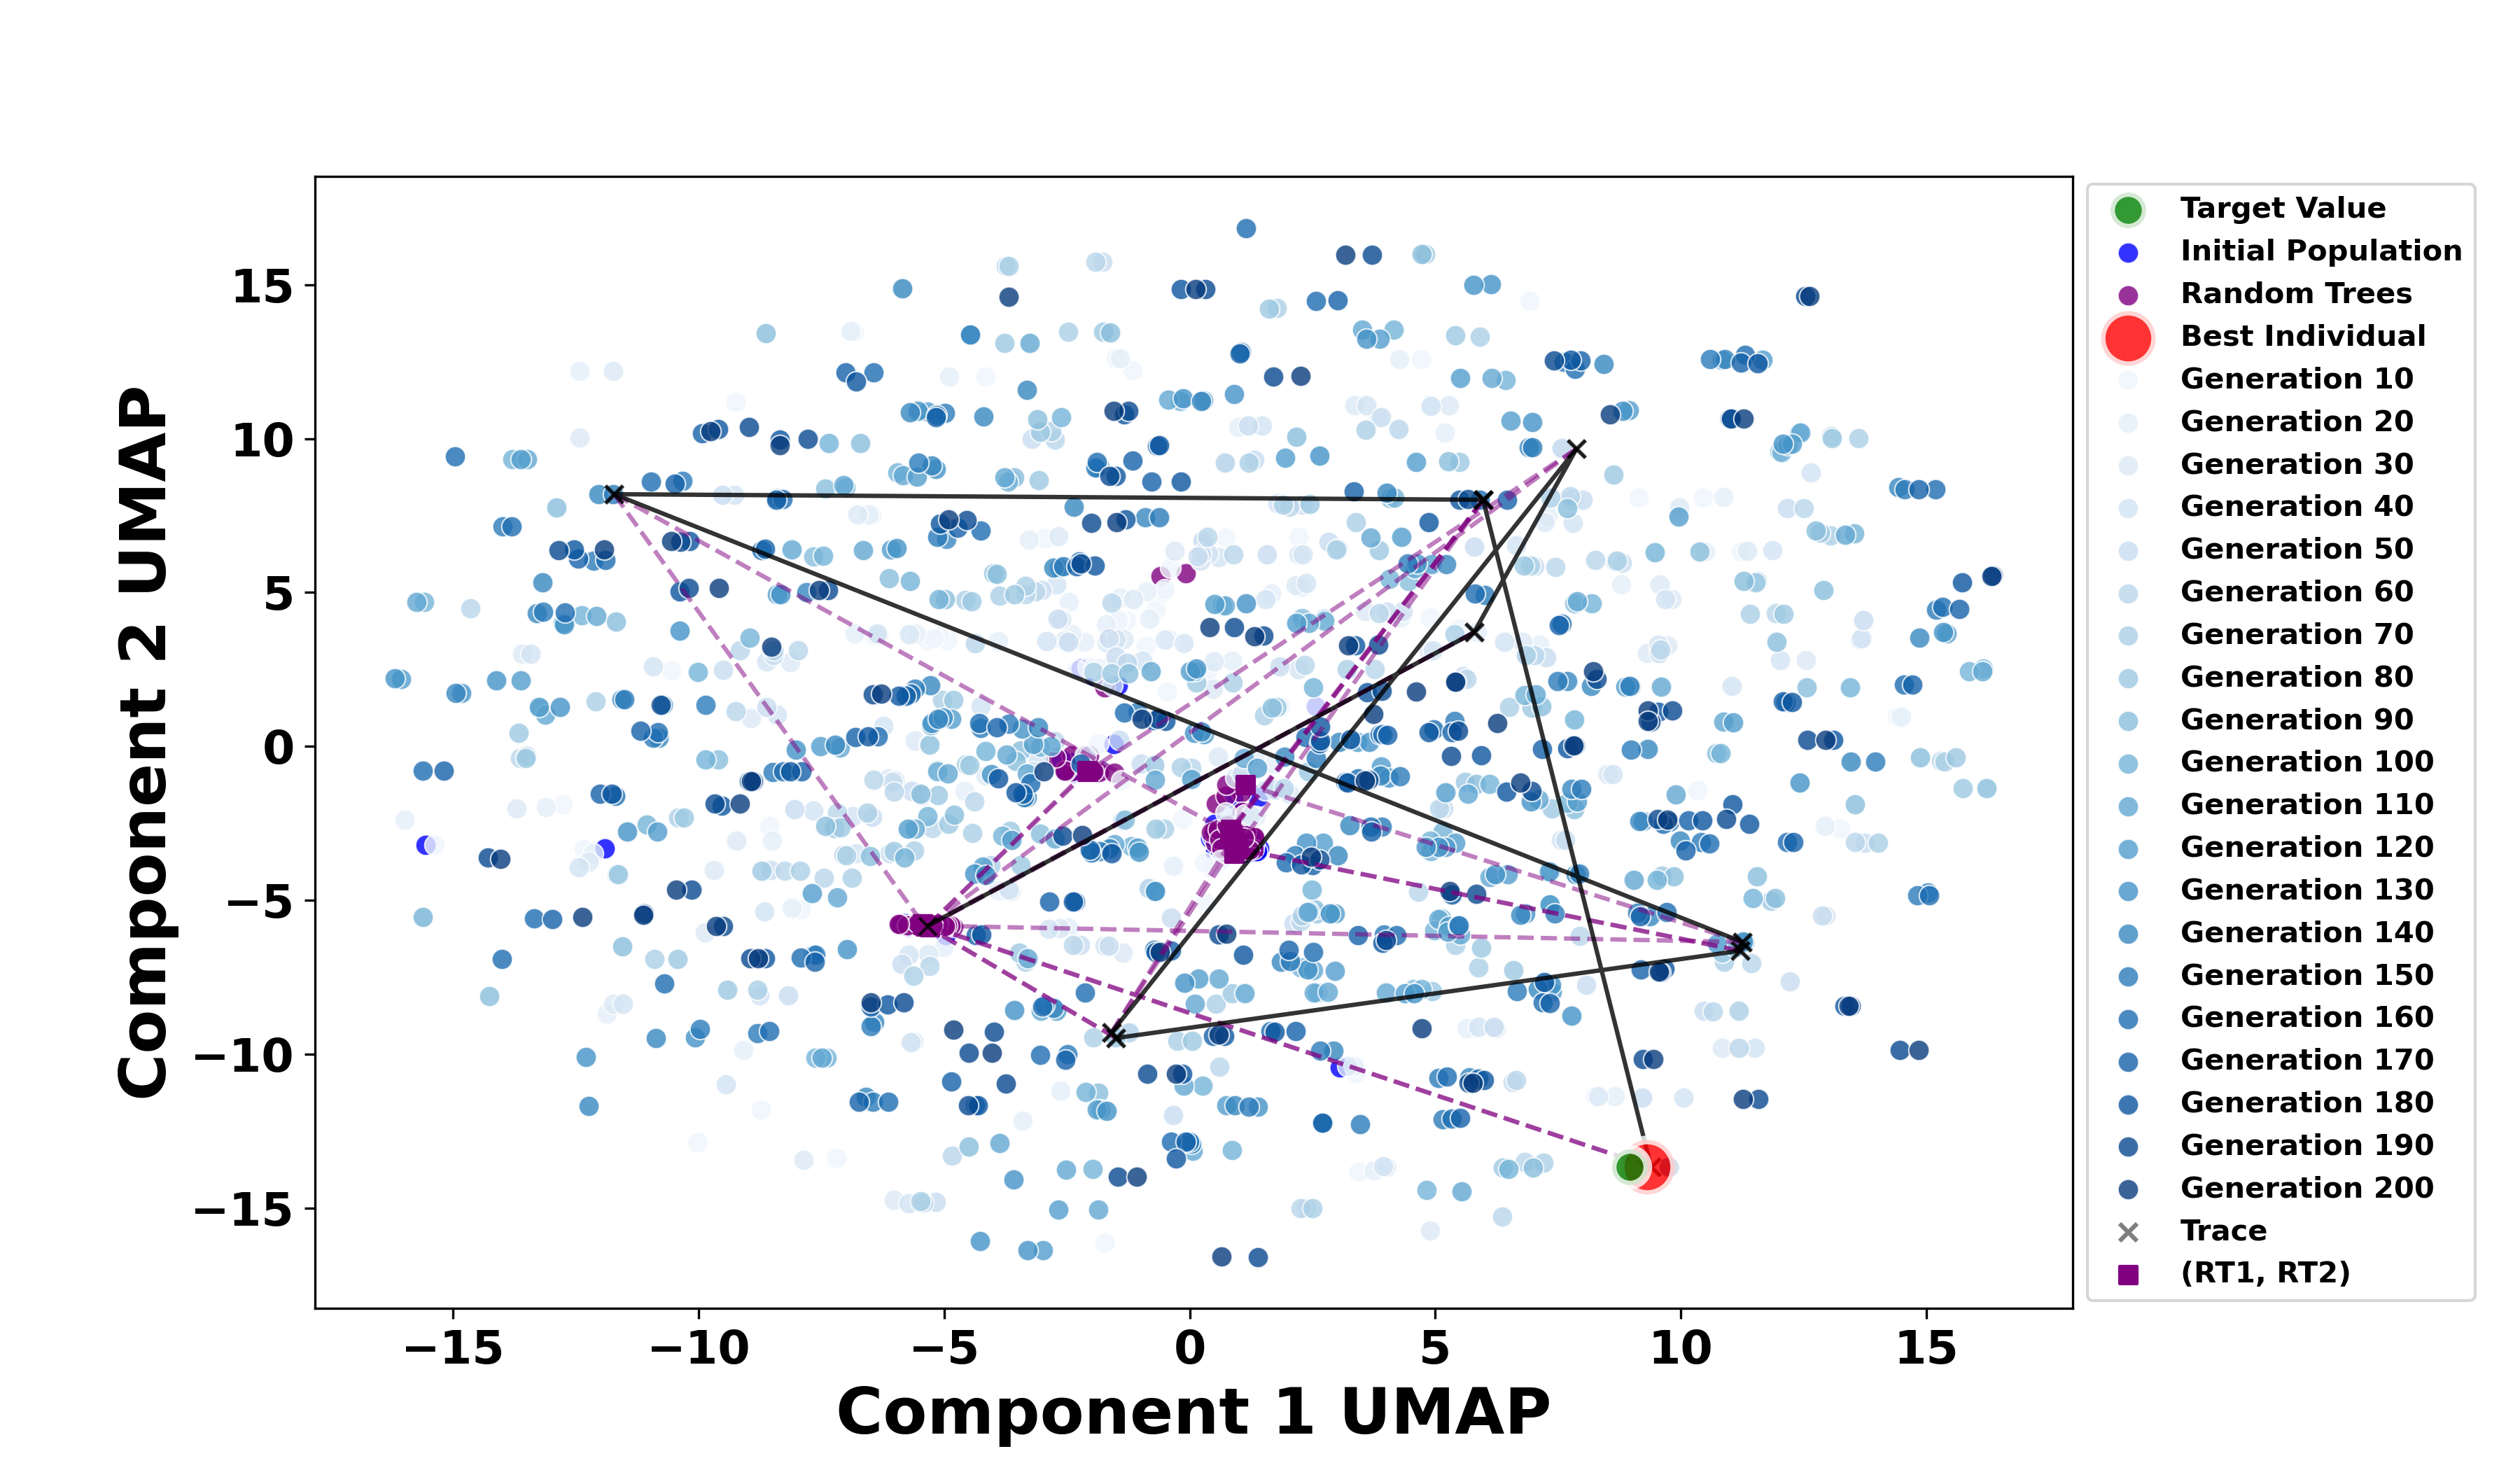 15
10
5
0
−5
−10
−15
Component 2 UMAP
−15
−10
−5
0
5
10
15
Component 1 UMAP
Target Value
Initial Population
Random Trees
Best Individual
Generation 10
Generation 20
Generation 30
Generation 40
Generation 50
Generation 60
Generation 70
Generation 80
Generation 90
Generation 100
Generation 110
Generation 120
Generation 130
Generation 140
Generation 150
Generation 160
Generation 170
Generation 180
Generation 190
Generation 200
Trace
(RT1, RT2)